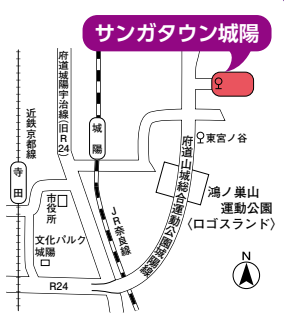 サンガタウン城陽
府道城陽宇治線(旧R24)
近鉄京都線
寺田
城陽
東宮ノ谷
府道山城総合運動公園城陽線
鴻ノ巣山
運動公園
〈ロゴスランド〉
市役所
JR奈良線
文化パルク
城陽
R24
N